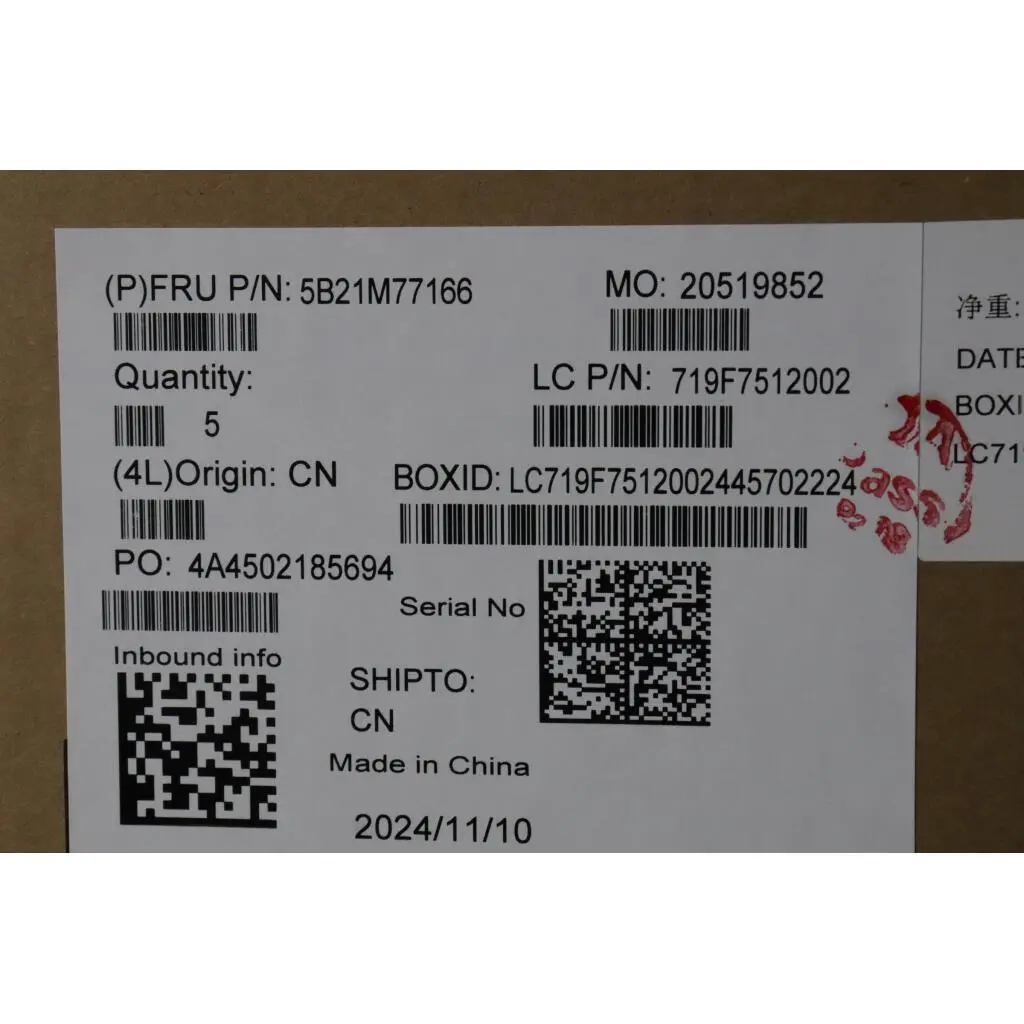 (P)FRU P/N: 5B21M77166
MO: 20519852
Quantity:
5
LC P/N: 719F7512002
(4L)Origin: CN
BOXID: LC719F7512002445702224
PO: 4A4502185694
Serial No
Inbound info
SHIPTO:
CN
Made in China
2024/11/10
净重:
DATE
BOXI
LC71